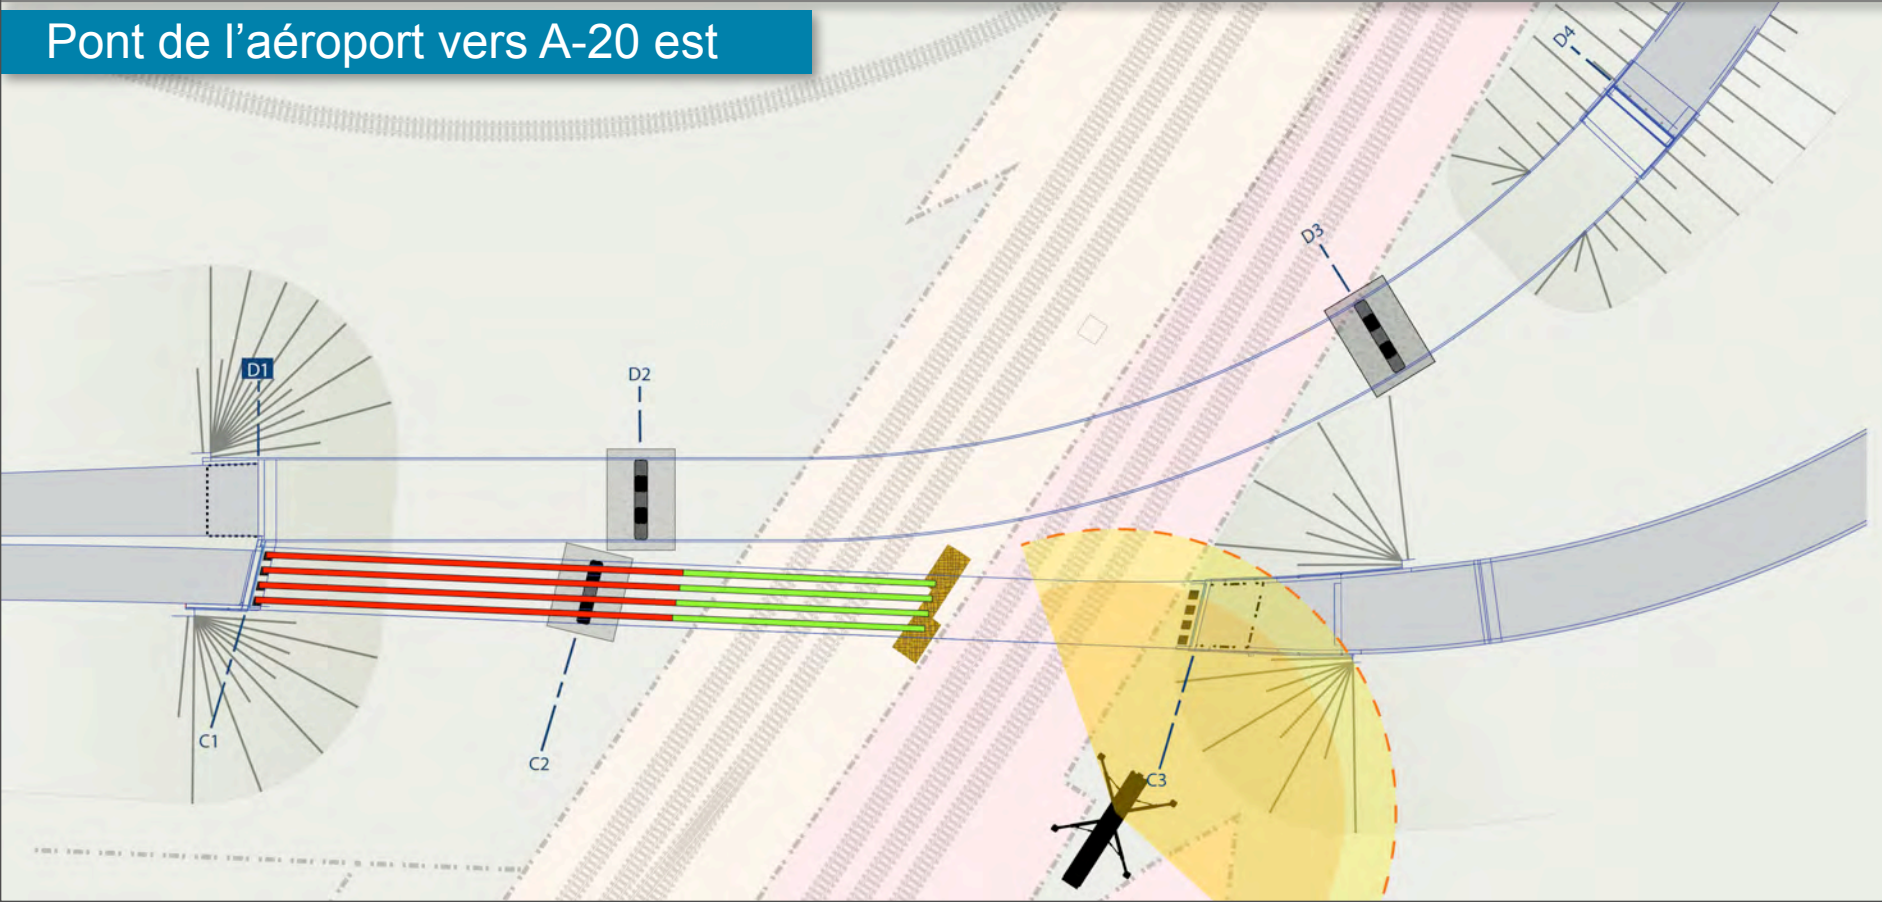 Pont de l’aéroport vers A-20 est
D4
D3
D1
D2
C1
C2
C3